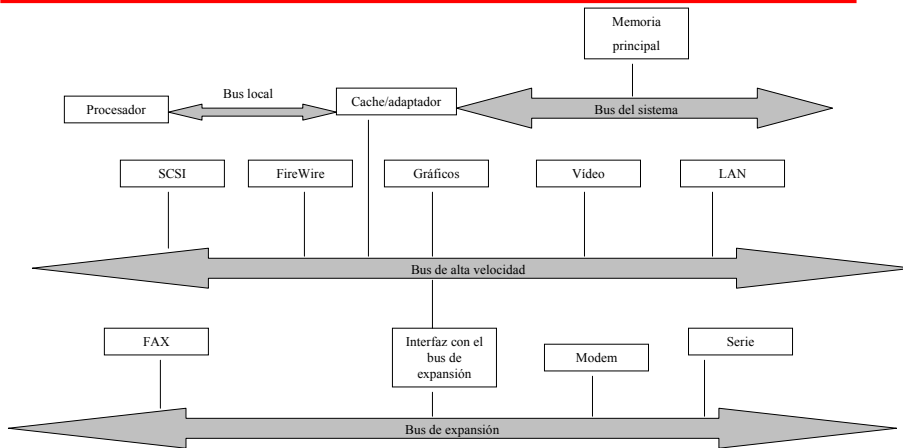 Memoria
principal
Bus local
Procesador
Cache/adaptador
Bus del sistema
SCSI
FireWire
Gráficos
Vídeo
LAN
Bus de alta velocidad
FAX
Interfaz con el
bus de
expansión
Modem
Serie
Bus de expansión